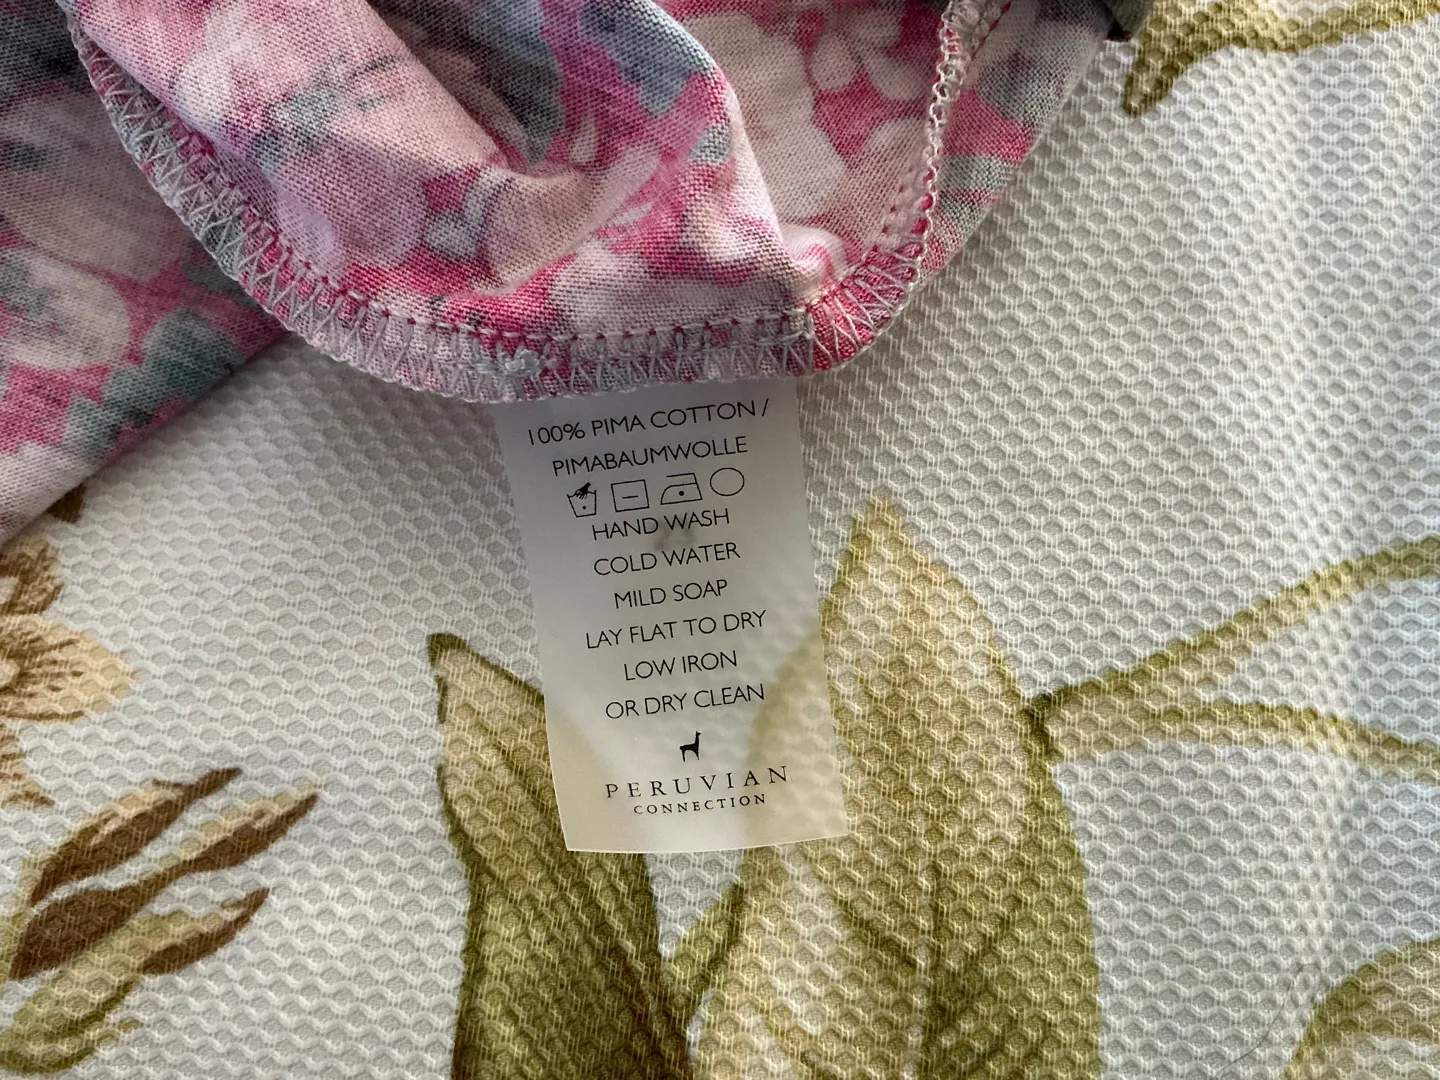 100% PIMA COTTON /
PIMABAUMWOLLE
HAND WASH
COLD WATER
MILD SOAP
LAY FLAT TO DRY
LOW IRON
OR DRY CLEAN
PERUVIAN
CONNECTION